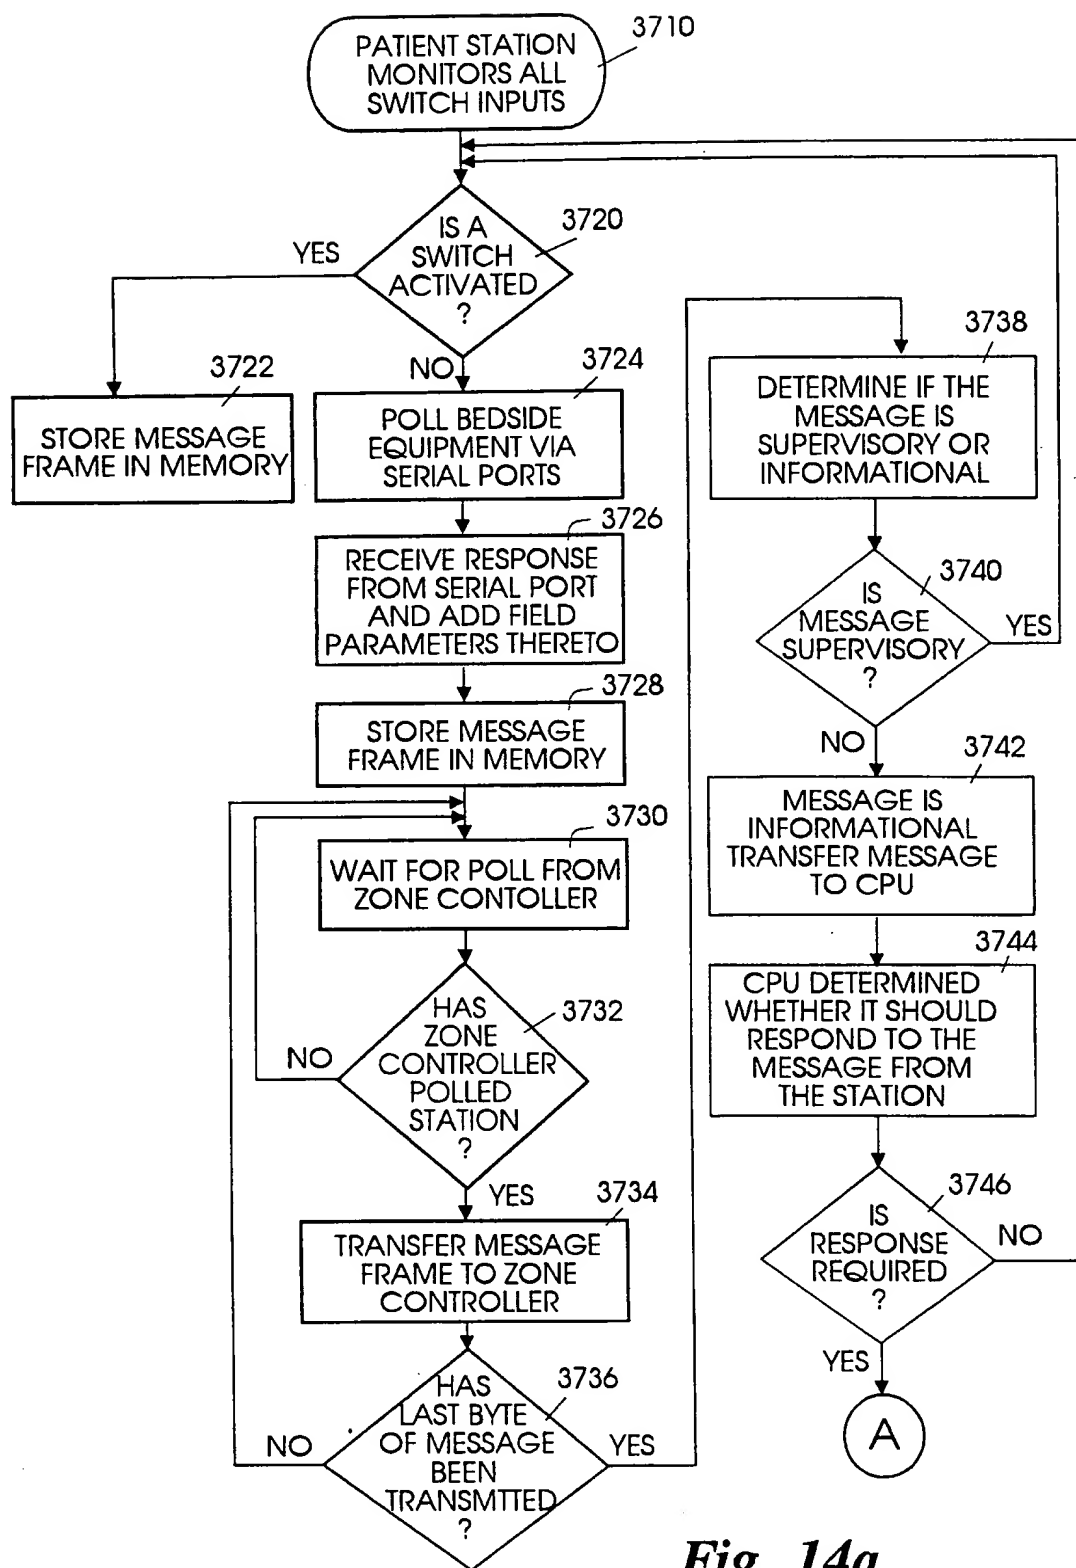 3710
PATIENT STATION
MONITORS ALL
SWITCH INPUTS
3720
IS A
SWITCH
ACTIVATED
?
YES
NO
3722
STORE MESSAGE
FRAME IN MEMORY
3724
POLL BEDSIDE
EQUIPMENT VIA
SERIAL PORTS
3726
RECEIVE RESPONSE
FROM SERIAL PORT
AND ADD FIELD
PARAMETERS THERETO
3728
STORE MESSAGE
FRAME IN MEMORY
3730
WAIT FOR POLL FROM
ZONE CONTOLLER
3732
HAS
ZONE
CONTROLLER
POLLED
STATION
?
NO
YES
3734
TRANSFER MESSAGE
FRAME TO ZONE
CONTROLLER
3736
HAS
LAST BYTE
OF MESSAGE
BEEN
TRANSMTTED
?
NO
YES
3738
DETERMINE IF THE
MESSAGE IS
SUPERVISORY OR
INFORMATIONAL
3740
IS
MESSAGE
SUPERVISORY
?
YES
NO
3742
MESSAGE IS
INFORMATIONAL
TRANSFER MESSAGE
TO CPU
3744
CPU DETERMINED
WHETHER IT SHOULD
RESPOND TO THE
MESSAGE FROM
THE STATION
3746
IS
RESPONSE
REQUIRED
?
NO
YES
A
Fig. 14a